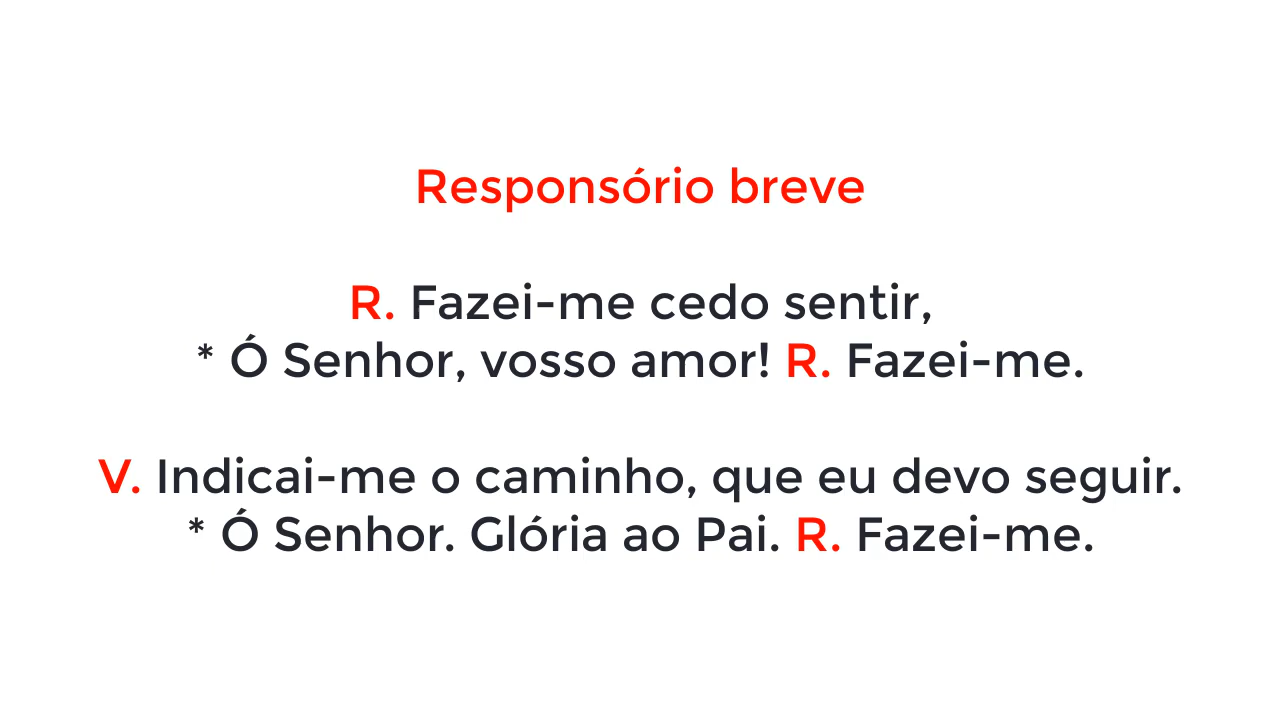 Responsório breve
R. Fazei-me cedo sentir,
* Ó Senhor, vosso amor! R. Fazei-me.
V. Indicai-me o caminho, que eu devo seguir.
* Ó Senhor. Glória ao Pai. R. Fazei-me.